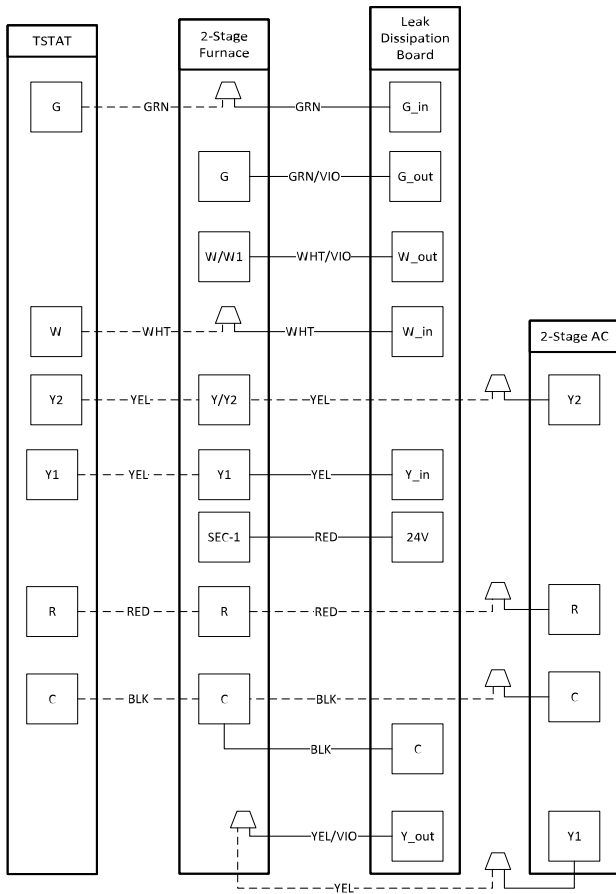 TSTAT
2-Stage
Furnace
Leak
Dissipation
Board
G
GRN
GRN
G_in
G
GRN/VIO
G_out
W/W1
WHT/VIO
W_out
W
WHT
WHT
W_in
2-Stage AC
Y2
YEL
Y/Y2
YEL
Y2
Y1
YEL
Y1
YEL
Y_in
SEC-1
RED
24V
R
RED
R
RED
R
C
BLK
C
BLK
C
BLK
C
YEL/VIO
Y_out
Y1
YEL